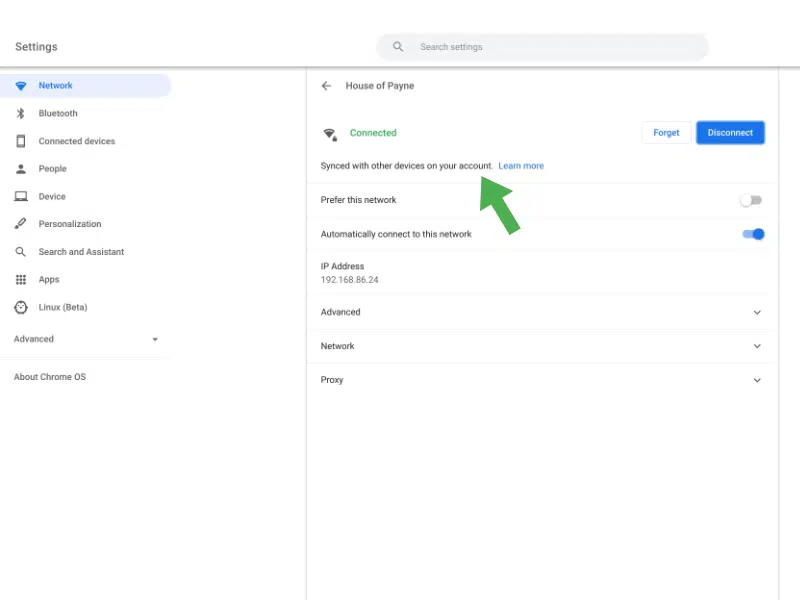 Settings
Search settings
Network
Bluetooth
Connected devices
People
Device
Personalization
Search and Assistant
Apps
Linux (Beta)
Advanced
About Chrome OS
House of Payne
Connected
Forget
Disconnect
Synced with other devices on your account. Learn more
Prefer this network
Automatically connect to this network
IP Address
192.168.86.24
Advanced
Network
Proxy